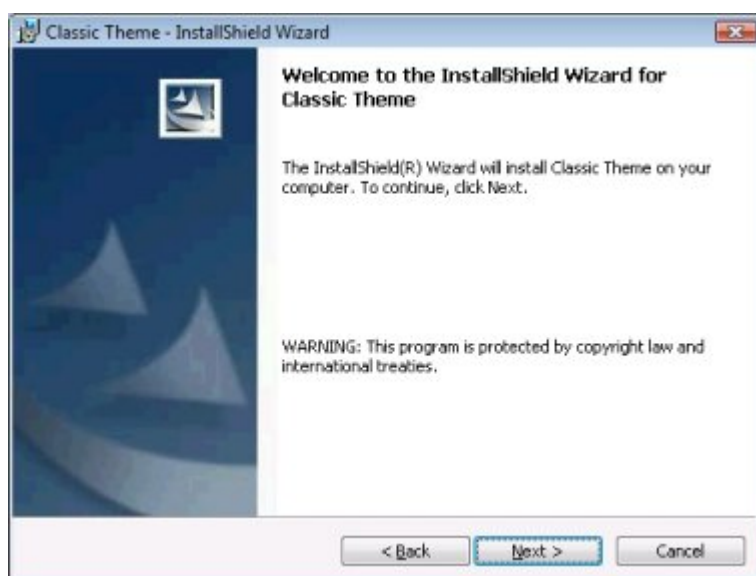 Classic Theme - InstallShield Wizard
Welcome to the InstallShield Wizard for
Classic Theme
The InstallShield(R) Wizard will install Classic Theme on your
computer. To continue, click Next.
WARNING: This program is protected by copyright law and
international treaties.
< Back
Next >
Cancel